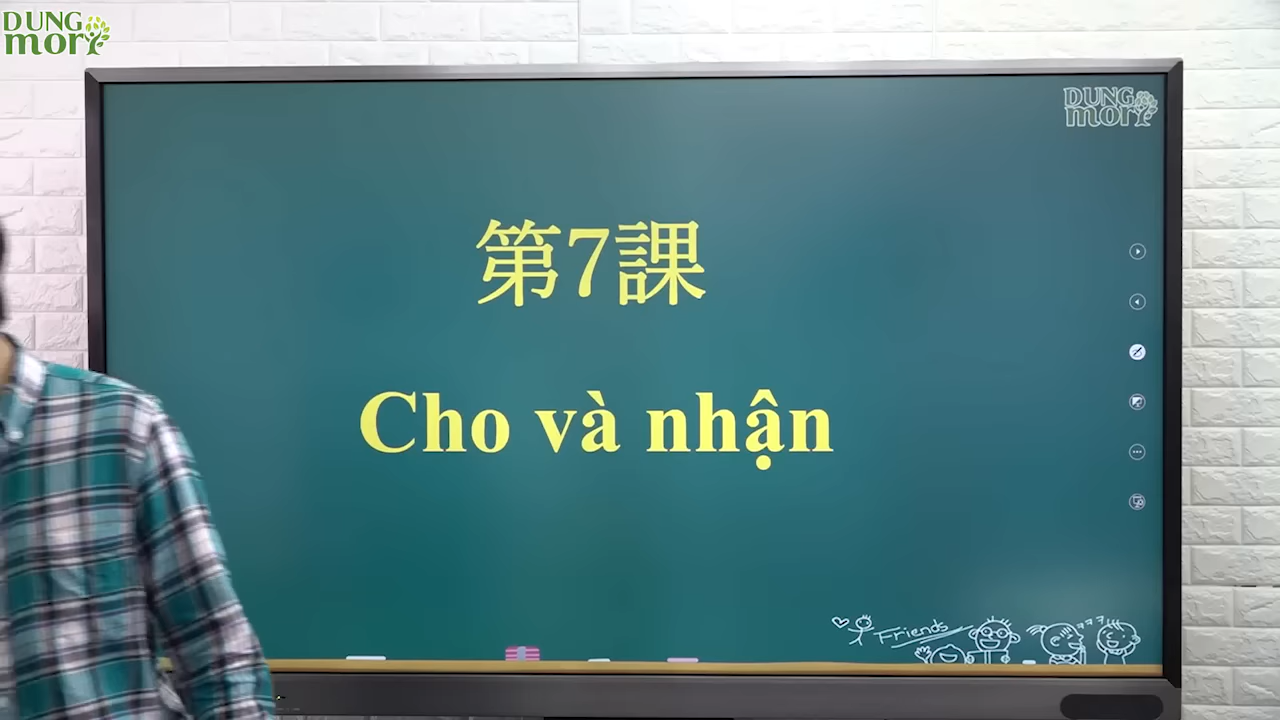 DUNG
mori
DUNG
mori
第7課
Cho và nhận
Friends